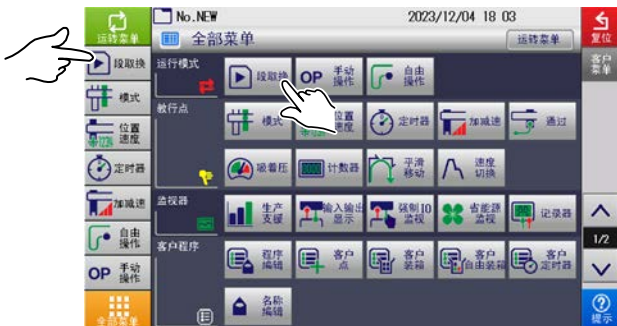 运转菜单
No.NEW
2023/12/04 18 03
复位
全部菜单
运转菜单
客户
菜单
段取换
模式
位置
速度
定时器
加减速
自由
操作
OP 手动
操作
全部菜单
运行模式
段取换
OP 手动
操作
自由
操作
教行点
模式
位置
速度
定时器
加减速
通过
吸着压
计数器
平滑
移动
速度
切换
监视器
生产
支援
输入输出
显示
强制IO
监视
省能源
监视
记录器
客户程序
程序
编辑
客户
点
客户
装箱
客户
自由装箱
客户
定时器
名称
编辑
1/2
提示